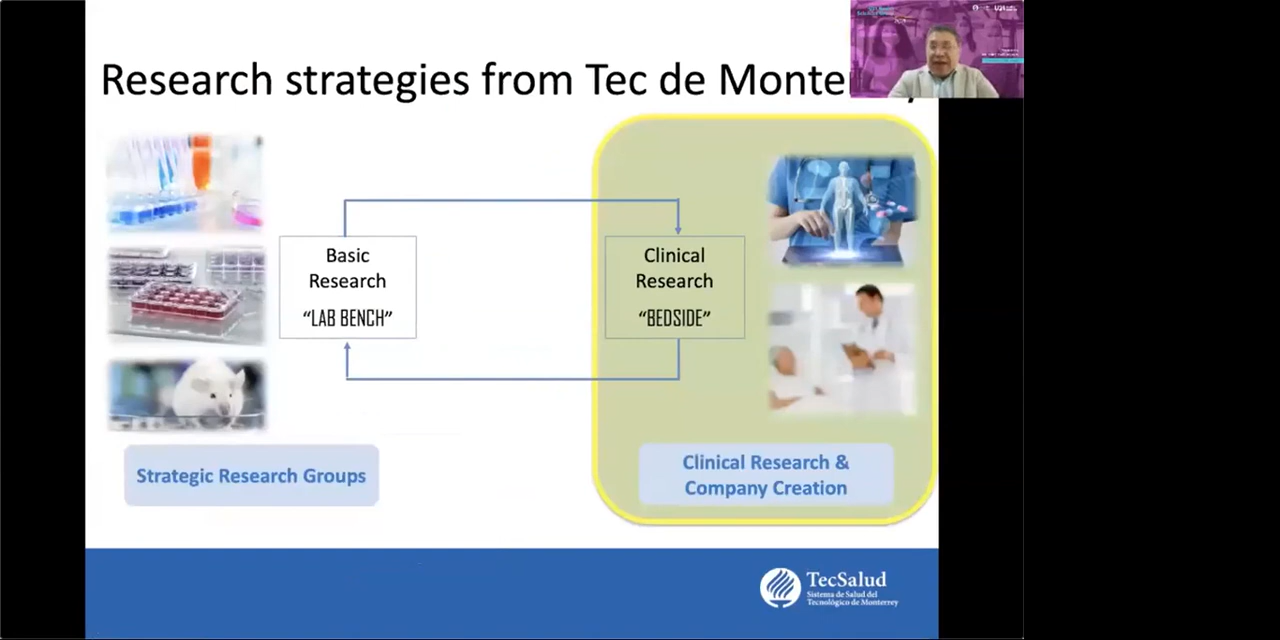 Research strategies from Tec de Monte
Basic
Research
“LAB BENCH”
Clinical
Research
“BEDSIDE”
Strategic Research Groups
Clinical Research &
Company Creation
TecSalud
Sistema de Salud del
Tecnológico de Monterrey